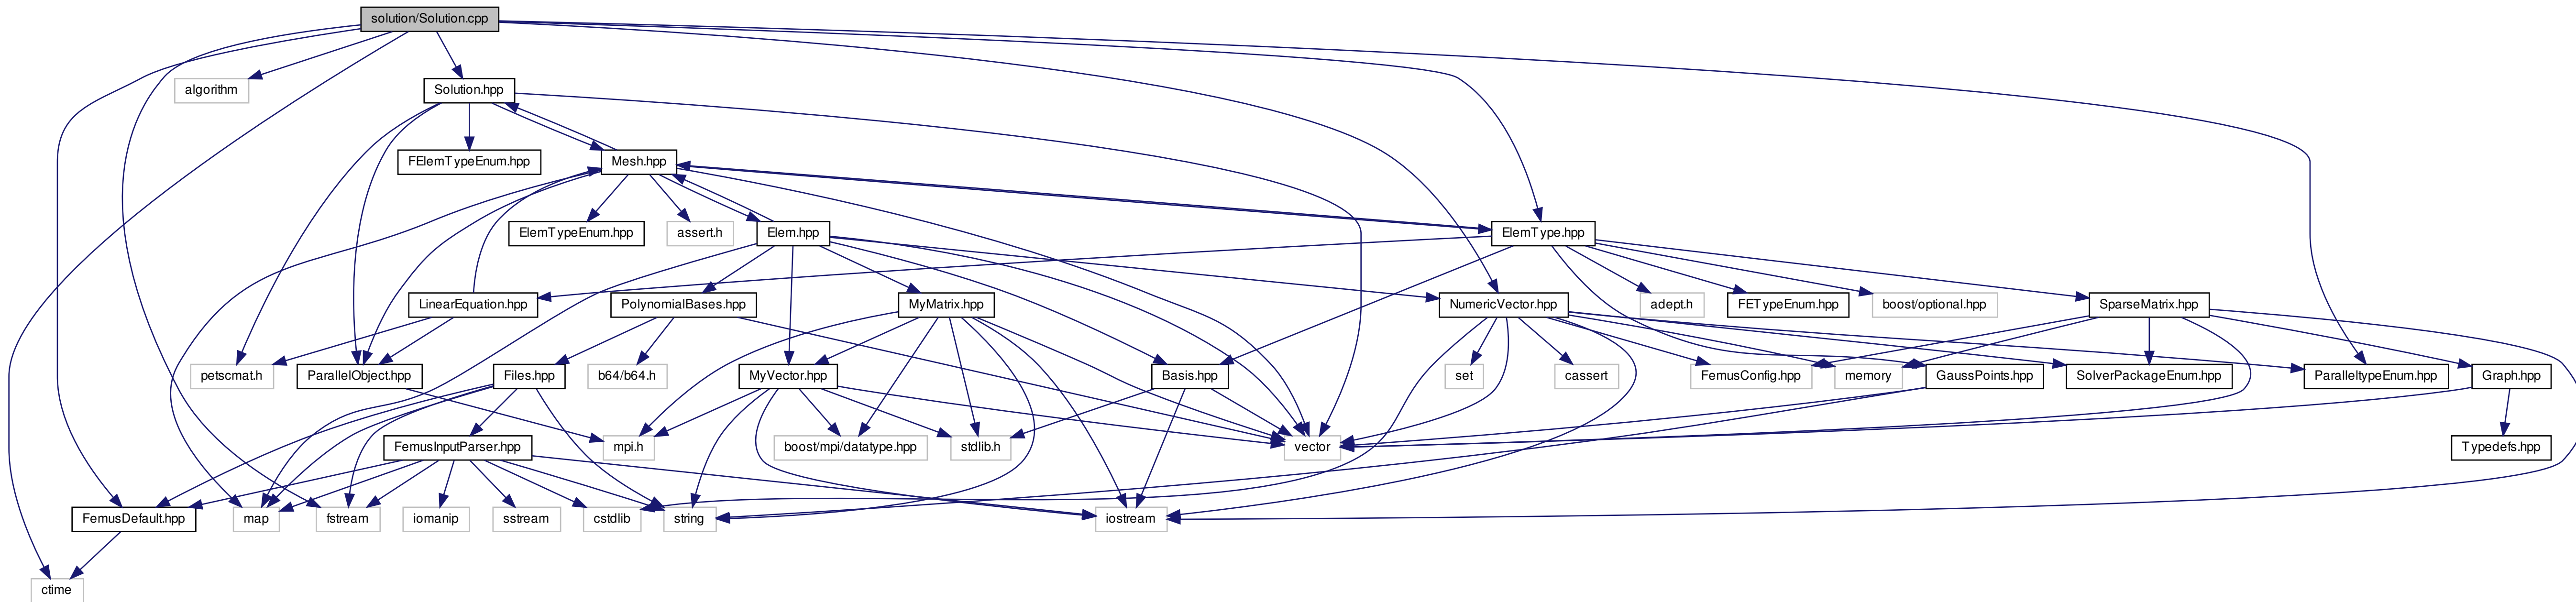 solution/Solution.cpp
algorithm
Solution.hpp
FElemTypeEnum.hpp
Mesh.hpp
ElemTypeEnum.hpp
assert.h
Elem.hpp
ElemType.hpp
LinearEquation.hpp
PolynomialBases.hpp
MyMatrix.hpp
NumericVector.hpp
adept.h
FETypeEnum.hpp
boost/optional.hpp
SparseMatrix.hpp
petscmat.h
ParallelObject.hpp
Files.hpp
b64/b64.h
MyVector.hpp
Basis.hpp
set
cassert
FemusConfig.hpp
memory
GaussPoints.hpp
SolverPackageEnum.hpp
ParalleltypeEnum.hpp
Graph.hpp
FemusInputParser.hpp
mpi.h
boost/mpi/datatype.hpp
stdlib.h
vector
Typedefs.hpp
FemusDefault.hpp
map
fstream
iomanip
sstream
cstdlib
string
iostream
ctime